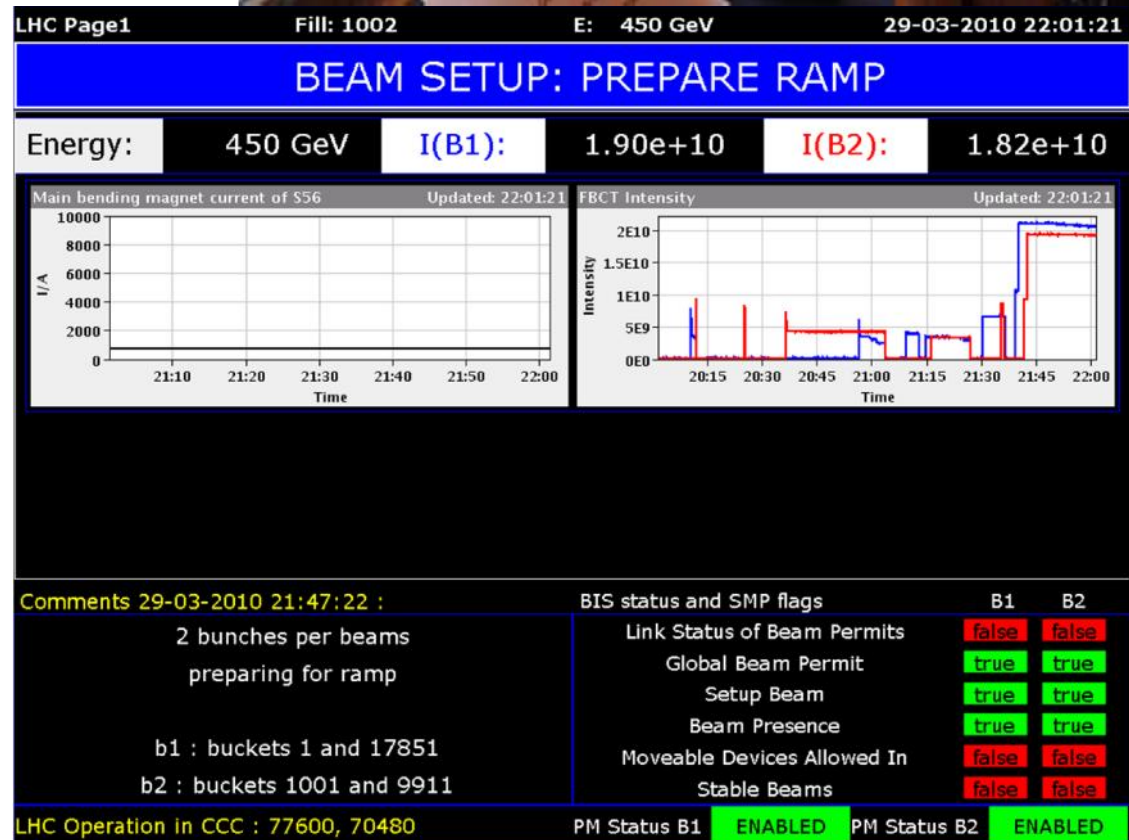 LHC Page1 Fill: 1002 E: 450 GeV 29-03-2010 22:01:21
BEAM SETUP: PREPARE RAMP
Energy: 450 GeV I(B1): 1.90e+10 I(B2): 1.82e+10
Main bending magnet current of S56 Updated: 22:01:21
10000
8000
6000
4000
2000
0
I/A
21:10 21:20 21:30 21:40 21:50 22:00
Time
FBCT Intensity Updated: 22:01:21
2E10
1.5E10
1E10
5E9
0E0
Intensity
20:15 20:30 20:45 21:00 21:15 21:30 21:45 22:00
Time
Comments 29-03-2010 21:47:22 :
2 bunches per beams
preparing for ramp
b1 : buckets 1 and 17851
b2 : buckets 1001 and 9911
BIS status and SMP flags B1 B2
Link Status of Beam Permits false false
Global Beam Permit true true
Setup Beam true true
Beam Presence true true
Moveable Devices Allowed In false false
Stable Beams false false
LHC Operation in CCC : 77600, 70480 PM Status B1 ENABLED PM Status B2 ENABLED